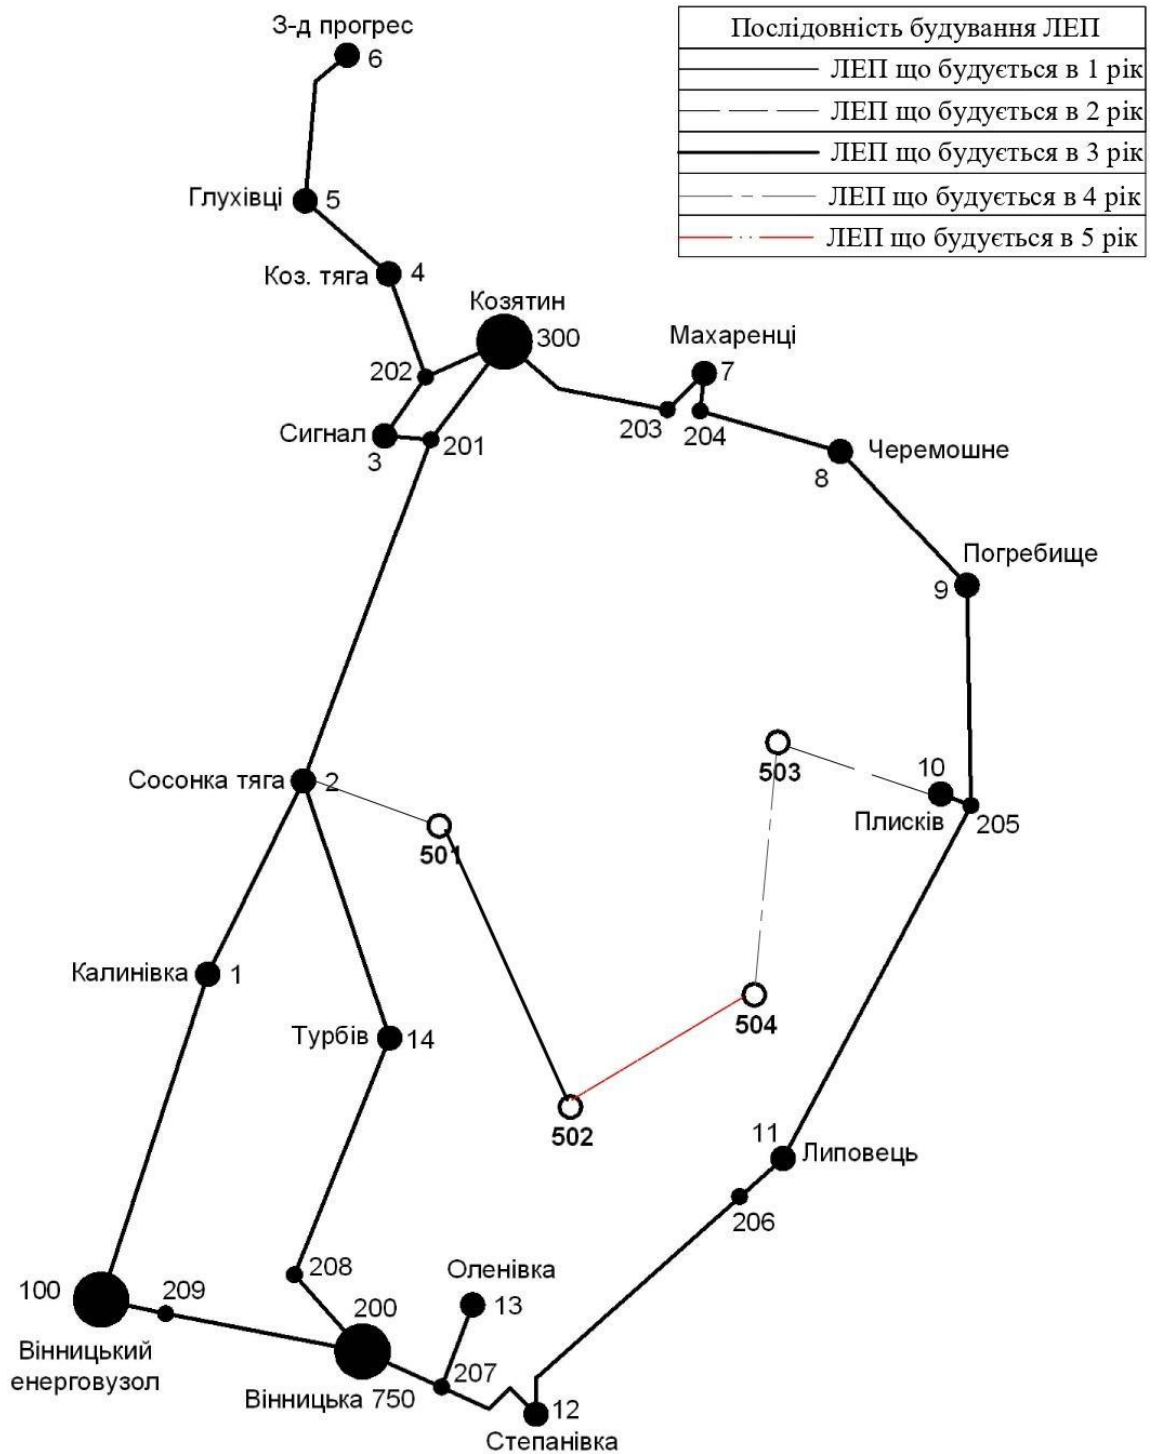 З-д прогрес
6
Послідовність будування ЛЕП
ЛЕП що будується в 1 рік
ЛЕП що будується в 2 рік
ЛЕП що будується в 3 рік
ЛЕП що будується в 4 рік
ЛЕП що будується в 5 рік
Глухівці 5
Коз. тяга 4
Козятин
300
Махаренці
7
202
203
204
Сигнал
3
201
Черемошне
8
Погребище
9
503
10
Плисків
205
Сосонка тяга 2
501
Калинівка 1
504
Турбів 14
502
11
Липовець
206
208
Оленівка
13
100
209
200
Вінницький
енерговузол
207
Вінницька 750
12
Степанівка